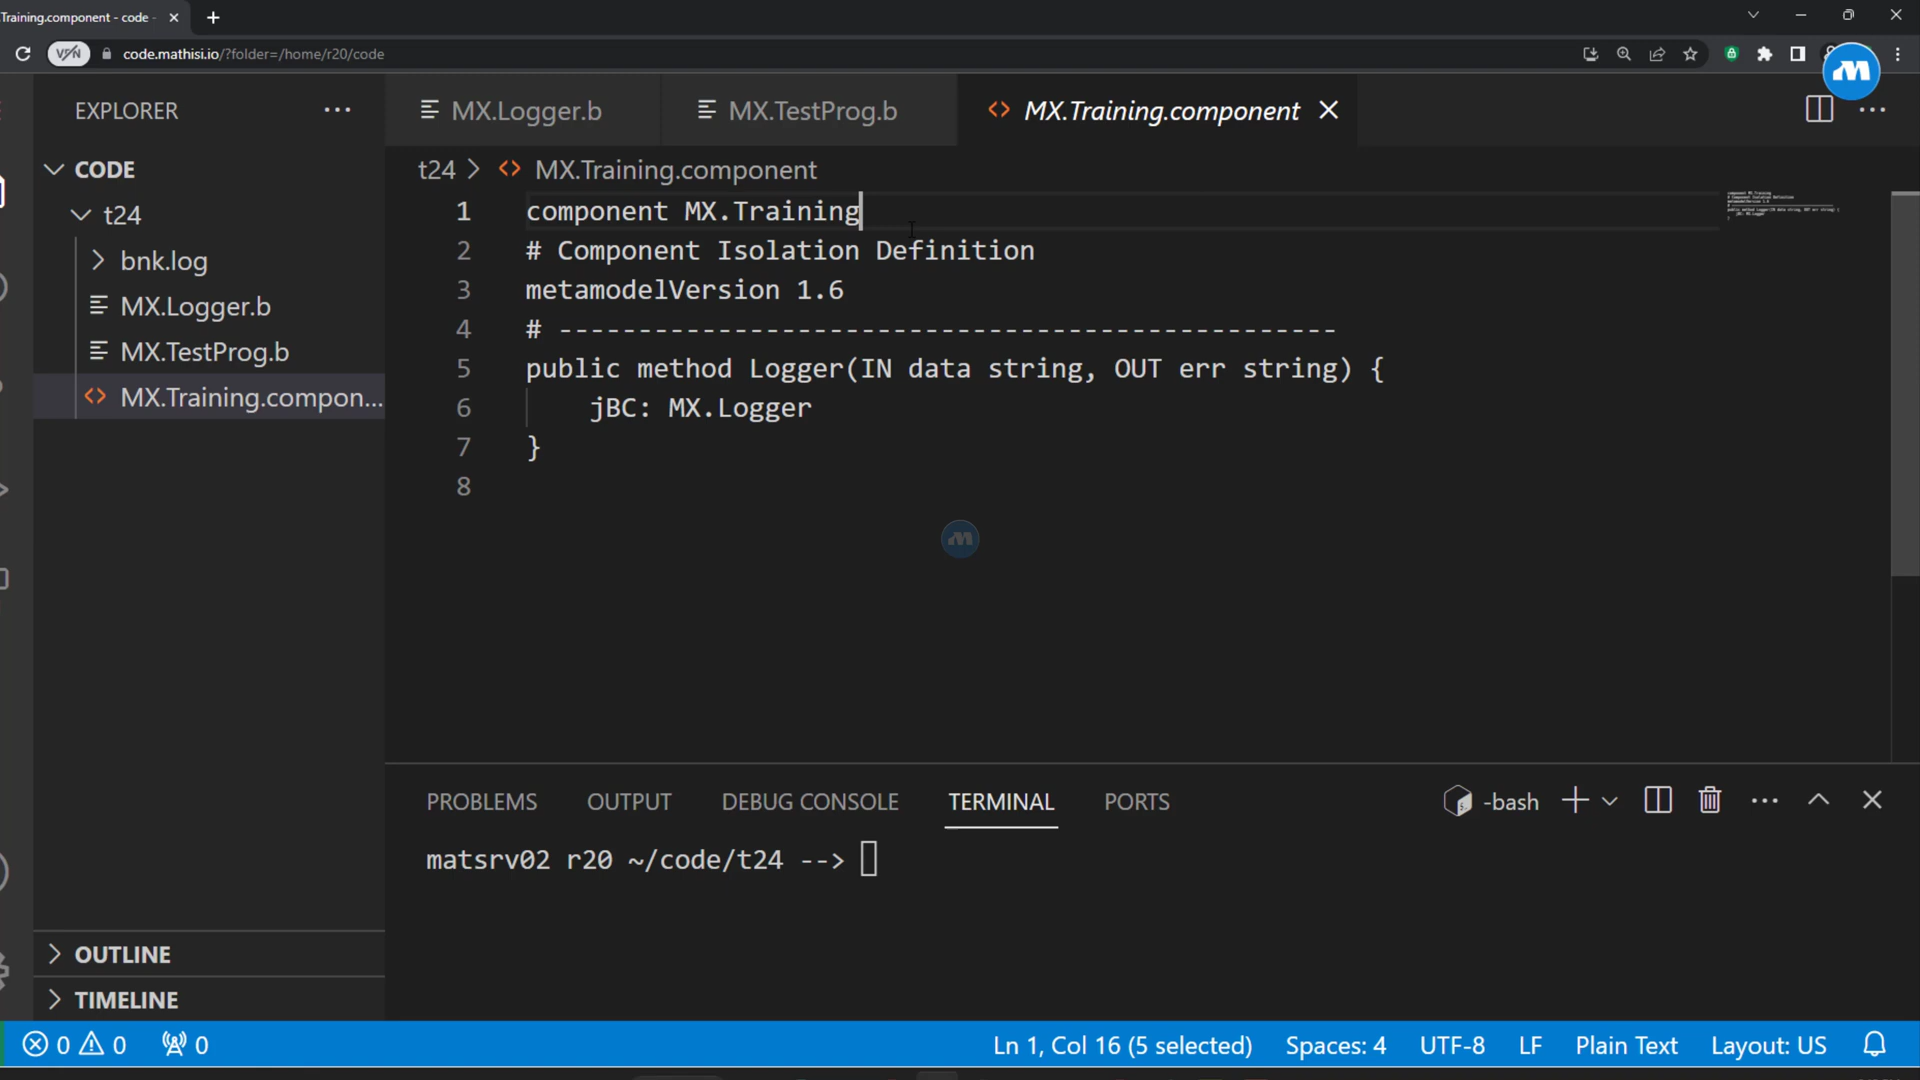 Training.component - code -
VPN code.mathisi.io/?folder=/home/r20/code
EXPLORER
CODE
t24
bnk.log
MX.Logger.b
MX.TestProg.b
MX.Training.compon...
OUTLINE
TIMELINE
MX.Logger.b MX.TestProg.b MX.Training.component
t24 > MX.Training.component
1 component MX.Training
2 # Component Isolation Definition
3 metamodelVersion 1.6
4 # -------------------------------------------------
5 public method Logger(IN data string, OUT err string) {
6 jBC: MX.Logger
7 }
8
PROBLEMS OUTPUT DEBUG CONSOLE TERMINAL PORTS -bash
matsrv02 r20 ~/code/t24 -->
0 0 0 Ln 1, Col 16 (5 selected) Spaces: 4 UTF-8 LF Plain Text Layout: US